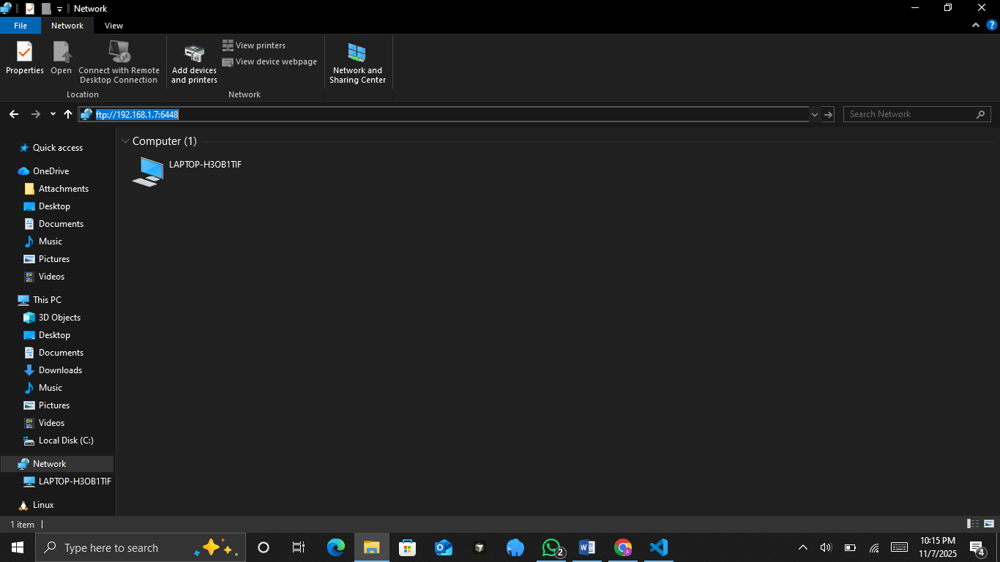 Network
File
Network
View
Properties
Open
Connect with Remote
Desktop Connection
Location
Add devices
and printers
View printers
View device webpage
Network
Network and
Sharing Center
ftp://192.168.1.7:6448
Search Network
Quick access
OneDrive
Attachments
Desktop
Documents
Music
Pictures
Videos
This PC
3D Objects
Desktop
Documents
Downloads
Music
Pictures
Videos
Local Disk (C:)
Network
LAPTOP-H3OB1TIF
Linux
Computer (1)
LAPTOP-H3OB1TIF
1 item
Type here to search
2
10:15 PM
11/7/2025
4